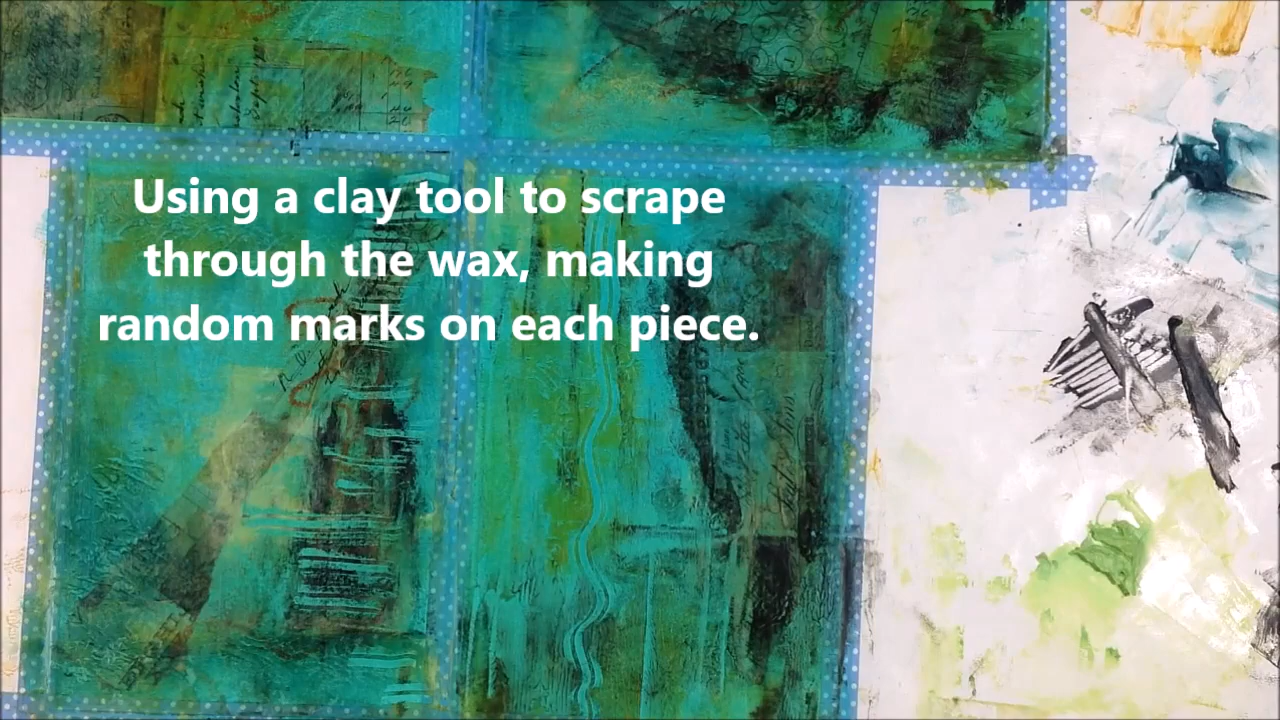 Using a clay tool to scrape
through the wax, making
random marks on each piece.